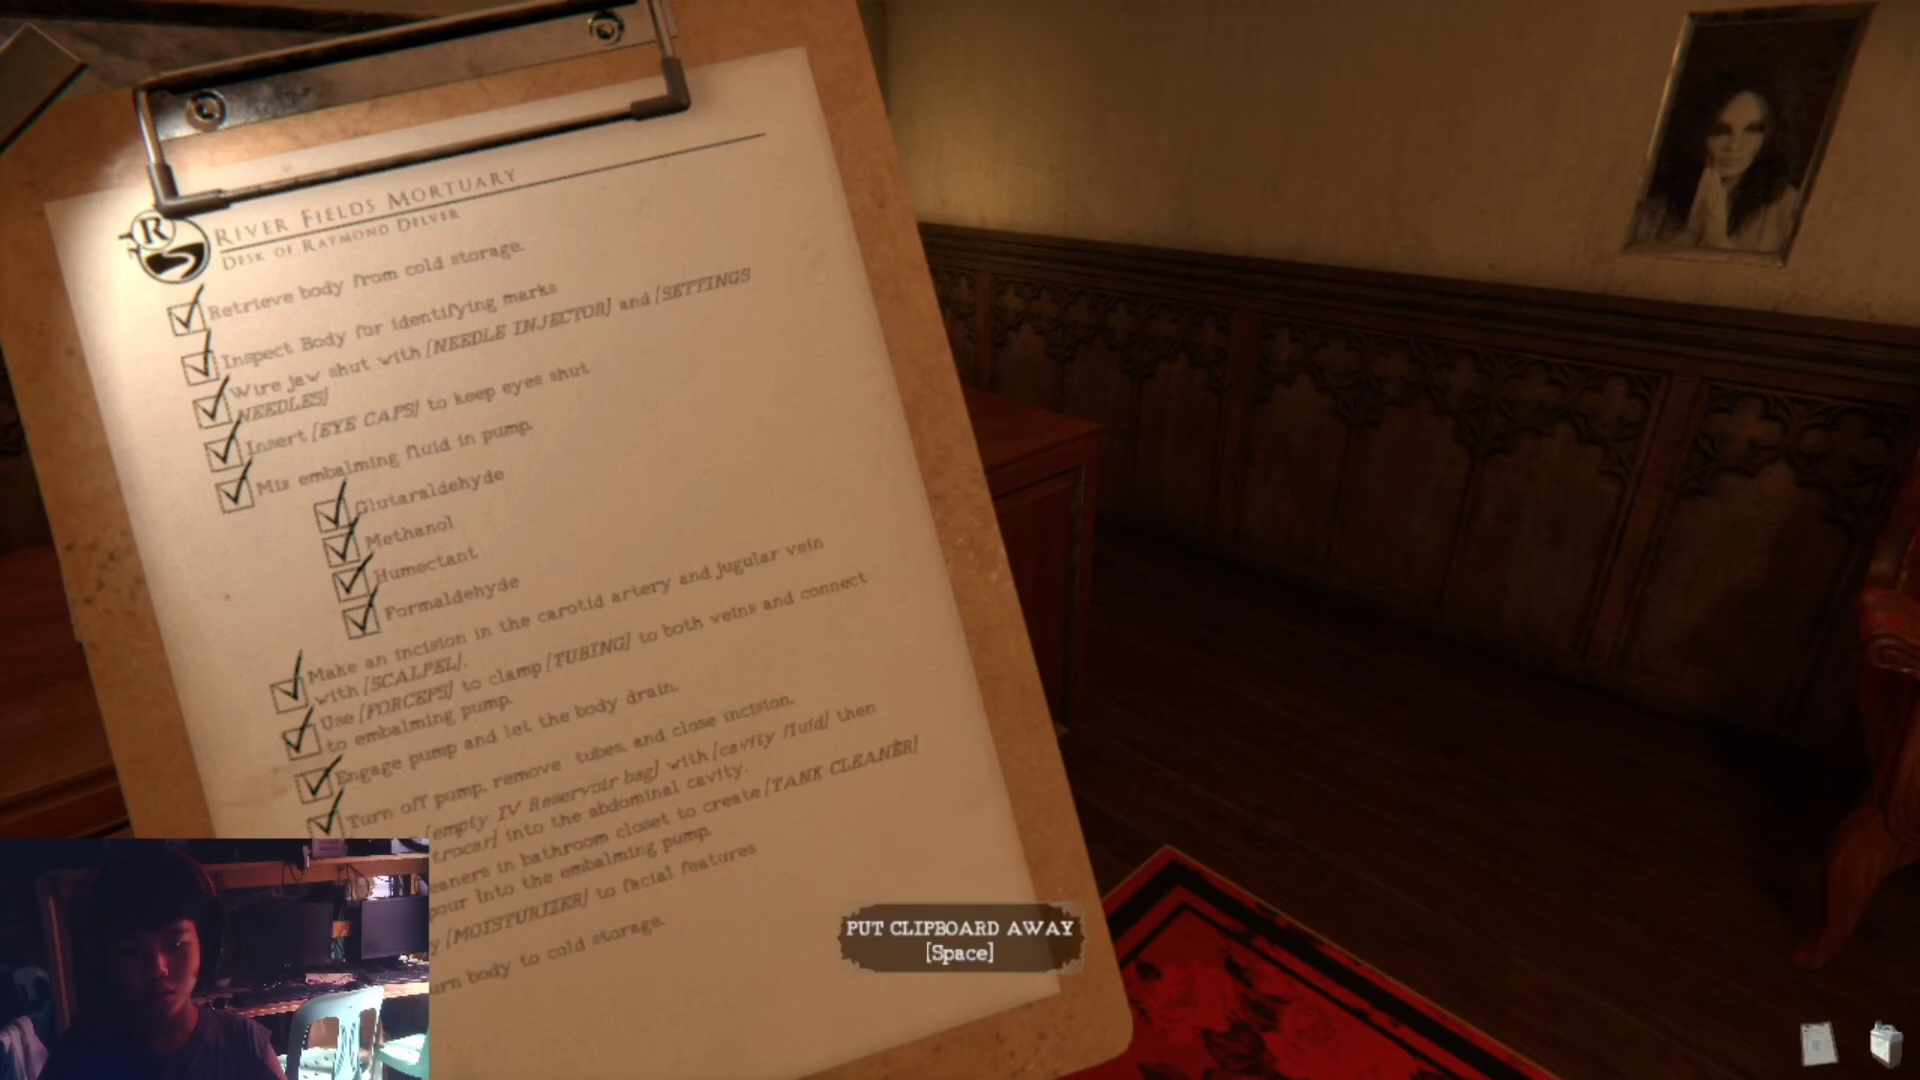 R
RIVER FIELDS MORTUARY
DESK OF RAYMOND DELVER
Retrieve body from cold storage.
Inspect Body for identifying marks
Wire jaw shut with [NEEDLE INJECTOR] and [SETTINGS
NEEDLES]
Insert [EYE CAPS] to keep eyes shut
Mix embalming fluid in pump.
Glutaraldehyde
Methanol
Humectant
Formaldehyde
Make an incision in the carotid artery and jugular vein
with [SCALPEL].
Use [FORCEPS] to clamp [TUBING] to both veins and connect
to embalming pump.
Engage pump and let the body drain.
Turn off pump, remove tubes, and close incision.
[empty IV Reservoir bag] with [cavity fluid] then
trocar] into the abdominal cavity.
eaners in bathroom closet to create [TANK CLEANER]
pour into the embalming pump.
y [MOISTURIZER] to facial features
urn body to cold storage.
PUT CLIPBOARD AWAY
[Space]